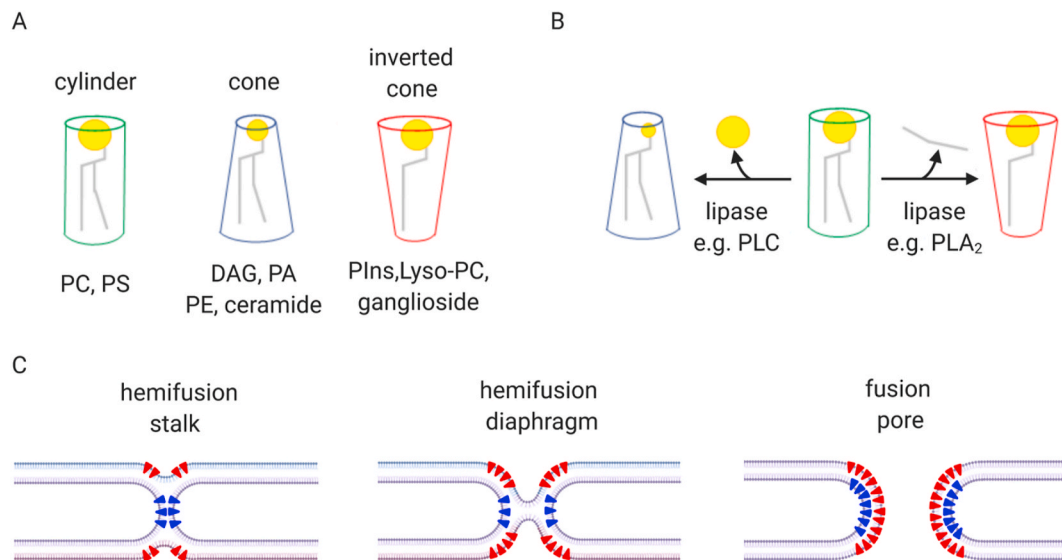 A
B
cylinder
cone
inverted
cone
PC, PS
DAG, PA
PE, ceramide
PIns,Lyso-PC,
ganglioside
lipase
e.g. PLC
lipase
e.g. PLA₂
C
hemifusion
stalk
hemifusion
diaphragm
fusion
pore